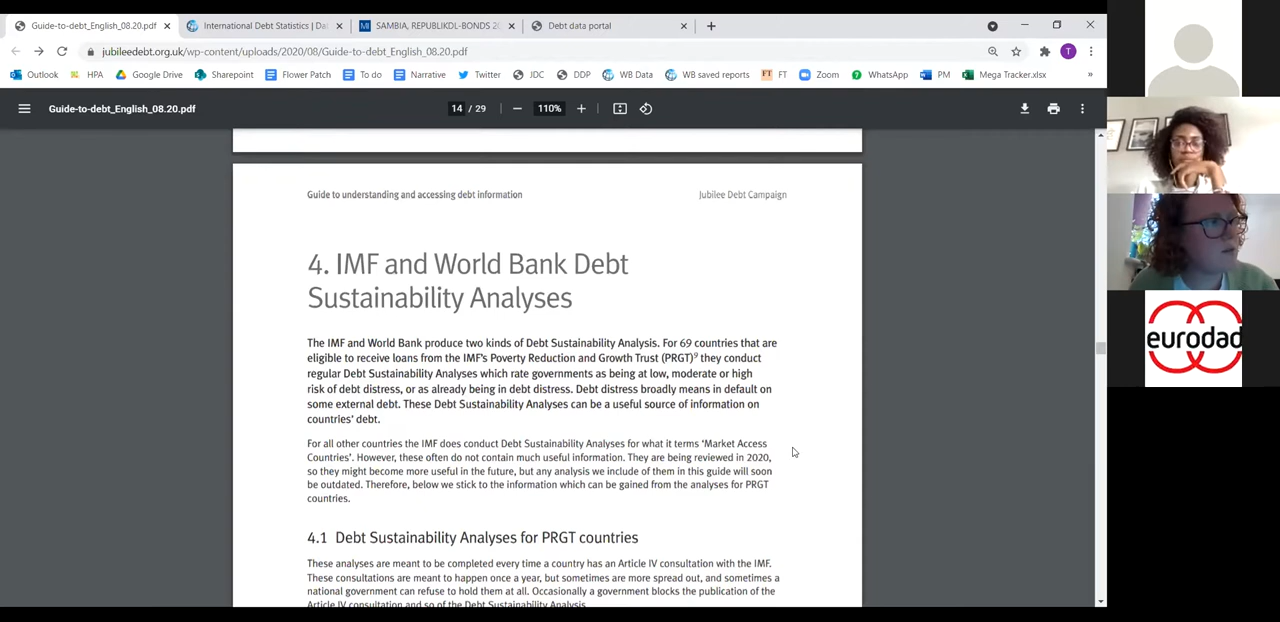 Guide-to-debt_English_08.20.pdf
International Debt Statistics | Dat
SAMBIA, REPUBLIKDL-BONDS 20
Debt data portal
jubileedebt.org.uk/wp-content/uploads/2020/08/Guide-to-debt_English_08.20.pdf
T
Outlook HPA Google Drive Sharepoint Flower Patch To do Narrative Twitter JDC DDP WB Data WB saved reports FT FT Zoom WhatsApp PM Mega Tracker.xlsx »
Guide-to-debt_English_08.20.pdf 14 / 29 110%
Guide to understanding and accessing debt information Jubilee Debt Campaign
4. IMF and World Bank Debt
Sustainability Analyses
The IMF and World Bank produce two kinds of Debt Sustainability Analysis. For 69 countries that are
eligible to receive loans from the IMF's Poverty Reduction and Growth Trust (PRGT)⁹ they conduct
regular Debt Sustainability Analyses which rate governments as being at low, moderate or high
risk of debt distress, or as already being in debt distress. Debt distress broadly means in default on
some external debt. These Debt Sustainability Analyses can be a useful source of information on
countries' debt.
For all other countries the IMF does conduct Debt Sustainability Analyses for what it terms 'Market Access
Countries'. However, these often do not contain much useful information. They are being reviewed in 2020,
so they might become more useful in the future, but any analysis we include of them in this guide will soon
be outdated. Therefore, below we stick to the information which can be gained from the analyses for PRGT
countries.
4.1 Debt Sustainability Analyses for PRGT countries
These analyses are meant to be completed every time a country has an Article IV consultation with the IMF.
These consultations are meant to happen once a year, but sometimes are more spread out, and sometimes a
national government can refuse to hold them at all. Occasionally a government blocks the publication of the
Article IV consultation and so of the Debt Sustainability Analysis.
eurodad